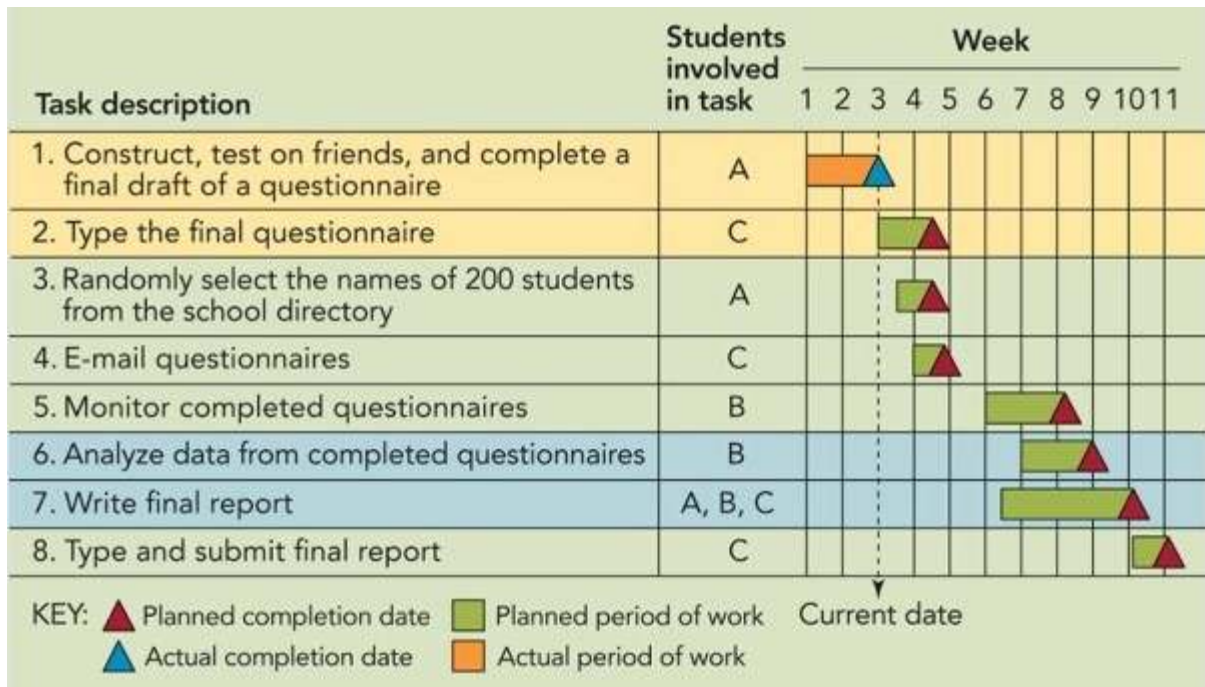 Students
involved
in task
Week
Task description
1 2 3 4 5 6 7 8 9 10 11
1. Construct, test on friends, and complete a
final draft of a questionnaire
A
2. Type the final questionnaire
C
3. Randomly select the names of 200 students
from the school directory
A
4. E-mail questionnaires
C
5. Monitor completed questionnaires
B
6. Analyze data from completed questionnaires
B
7. Write final report
A, B, C
8. Type and submit final report
C
KEY:
Planned completion date
Planned period of work
Current date
Actual completion date
Actual period of work